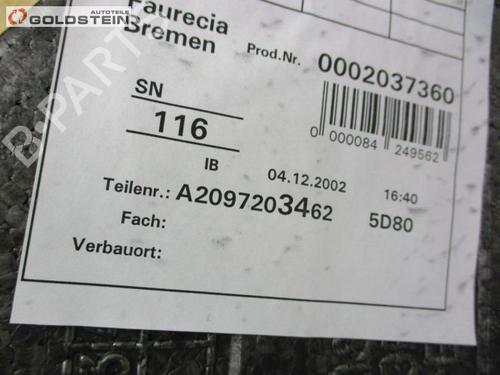 AUTOTEILE
GOLDSTEIN
B-PARTS
Faurecia
Bremen
Prod.Nr. 0002037360
0 000084 249562
SN
116
IB 04.12.2002 16:40
Teilenr.: A2097203462 5D80
Fach:
Verbauort: